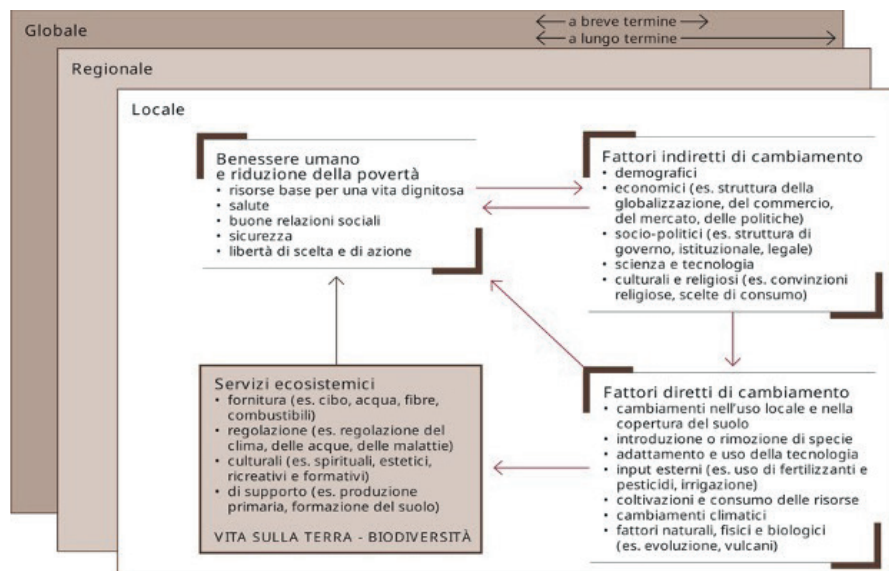 Globale
a breve termine
a lungo termine
Regionale
Locale
Benessere umano
e riduzione della povertà
• risorse base per una vita dignitosa
• salute
• buone relazioni sociali
• sicurezza
• libertà di scelta e di azione
Fattori indiretti di cambiamento
• demografici
• economici (es. struttura della
globalizzazione, del commercio,
del mercato, delle politiche)
• socio-politici (es. struttura di
governo, istituzionale, legale)
• scienza e tecnologia
• culturali e religiosi (es. convinzioni
religiose, scelte di consumo)
Servizi ecosistemici
• fornitura (es. cibo, acqua, fibre,
combustibili)
• regolazione (es. regolazione del
clima, delle acque, delle malattie)
• culturali (es. spirituali, estetici,
ricreativi e formativi)
• di supporto (es. produzione
primaria, formazione del suolo)
VITA SULLA TERRA - BIODIVERSITÀ
Fattori diretti di cambiamento
• cambiamenti nell'uso locale e nella
copertura del suolo
• introduzione o rimozione di specie
• adattamento e uso della tecnologia
• input esterni (es. uso di fertilizzanti e
pesticidi, irrigazione)
• coltivazioni e consumo delle risorse
• cambiamenti climatici
• fattori naturali, fisici e biologici
(es. evoluzione, vulcani)